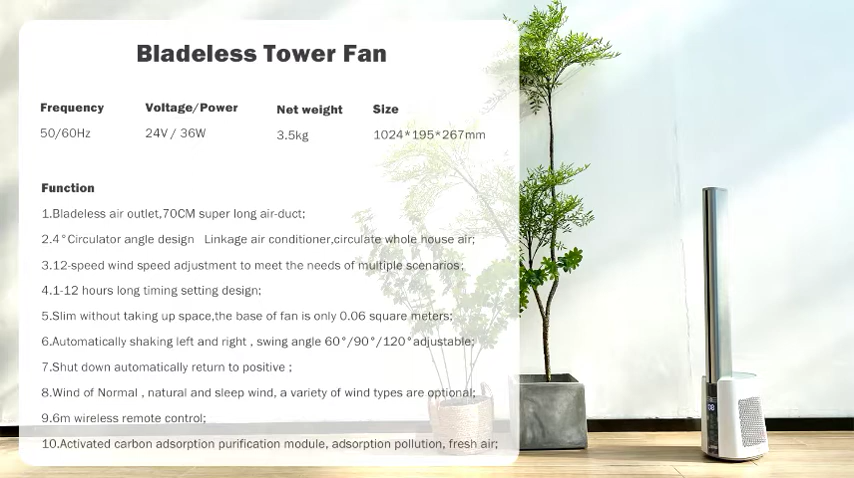 Bladeless Tower Fan
Frequency Voltage/Power Net weight Size
50/60Hz 24V / 36W 3.5kg 1024*195*267mm
Function
1.Bladeless air outlet,70CM super long air-duct;
2.4°Circulator angle design Linkage air conditioner,circulate whole house air;
3.12-speed wind speed adjustment to meet the needs of multiple scenarios;
4.1-12 hours long timing setting design;
5.Slim without taking up space,the base of fan is only 0.06 square meters;
6.Automatically shaking left and right , swing angle 60°/90°/120°adjustable;
7.Shut down automatically return to positive ;
8.Wind of Normal , natural and sleep wind, a variety of wind types are optional;
9.6m wireless remote control;
10.Activated carbon adsorption purification module, adsorption pollution, fresh air;